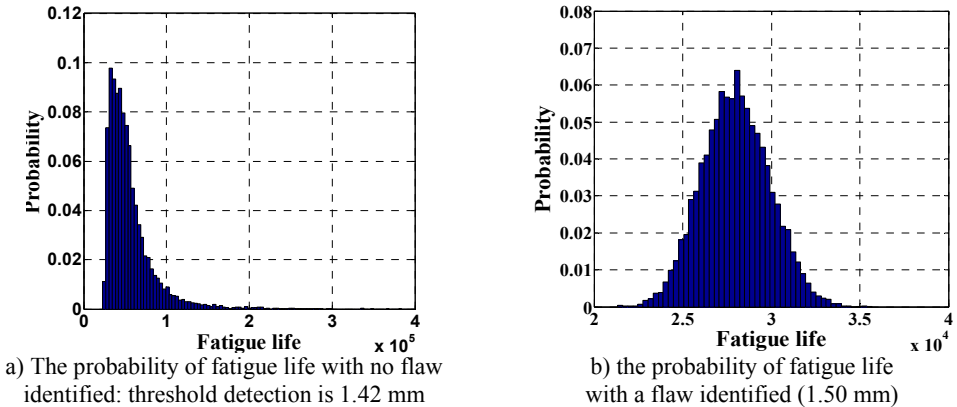 0.12
0.1
0.08
0.06
0.04
0.02
0
Probability
0 1 2 3 4
Fatigue life
x 10^5
a) The probability of fatigue life with no flaw
identified: threshold detection is 1.42 mm
0.08
0.07
0.06
0.05
0.04
0.03
0.02
0.01
0
Probability
2 2.5 3 3.5 4
Fatigue life
x 10^4
b) the probability of fatigue life
with a flaw identified (1.50 mm)